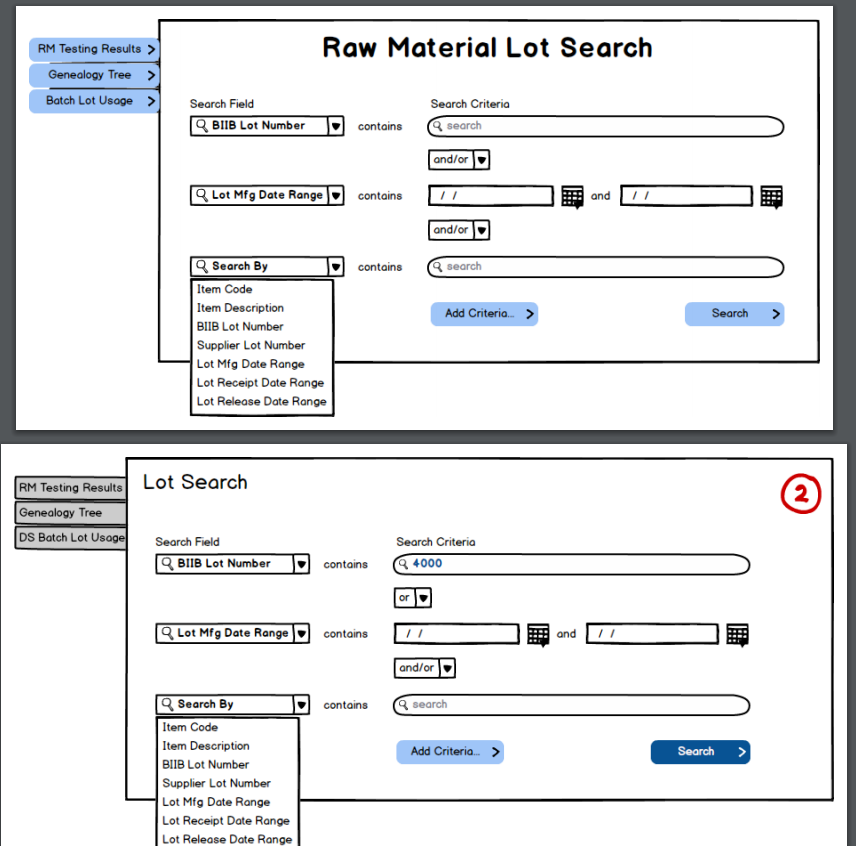 Raw Material Lot Search
RM Testing Results >
Genealogy Tree >
Batch Lot Usage >
Search Field Search Criteria
BIIB Lot Number contains search
and/or
Lot Mfg Date Range contains / / and / /
and/or
Search By contains search
Item Code
Item Description
BIIB Lot Number
Supplier Lot Number
Lot Mfg Date Range
Lot Receipt Date Range
Lot Release Date Range
Add Criteria... > Search >
Lot Search
2
RM Testing Results
Genealogy Tree
DS Batch Lot Usage
Search Field Search Criteria
BIIB Lot Number contains 4000
or
Lot Mfg Date Range contains / / and / /
and/or
Search By contains search
Item Code
Item Description
BIIB Lot Number
Supplier Lot Number
Lot Mfg Date Range
Lot Receipt Date Range
Lot Release Date Range
Add Criteria... > Search >